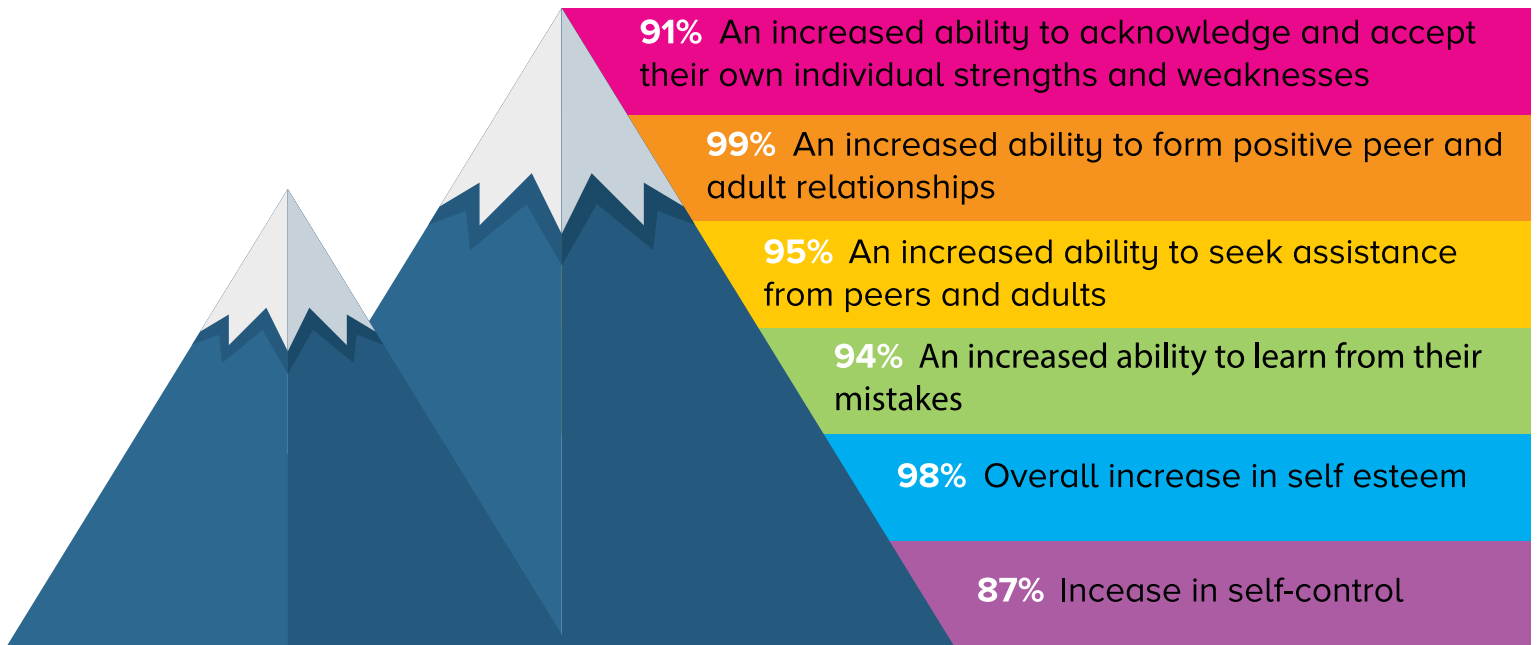 91% An increased ability to acknowledge and accept
their own individual strengths and weaknesses
99% An increased ability to form positive peer and
adult relationships
95% An increased ability to seek assistance
from peers and adults
94% An increased ability to learn from their
mistakes
98% Overall increase in self esteem
87% Incease in self-control